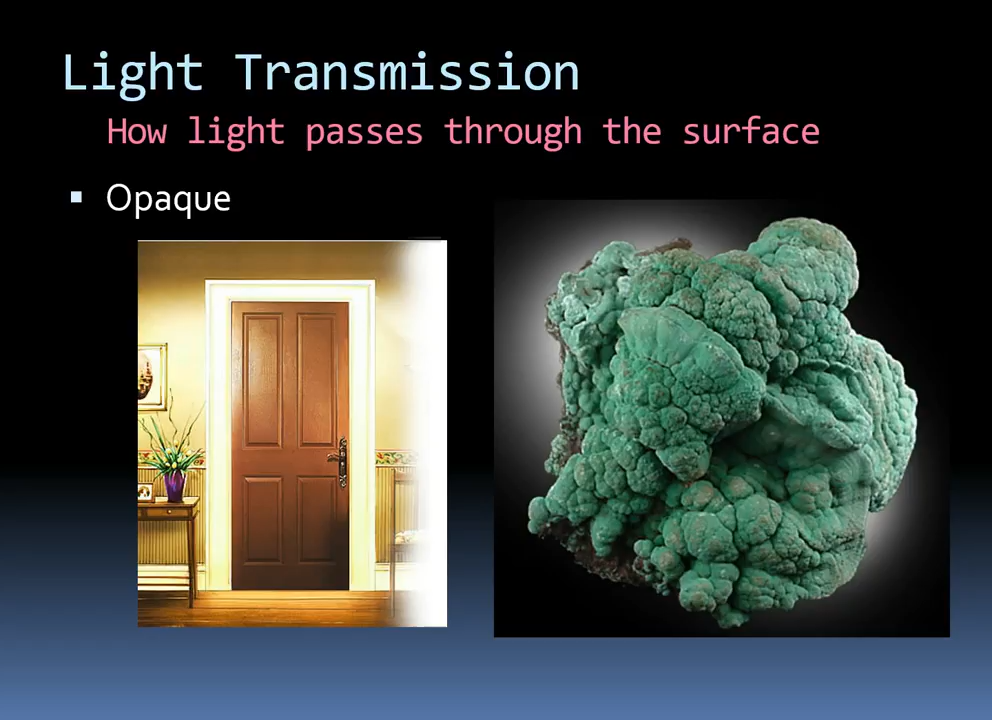 Light Transmission
How light passes through the surface
Opaque